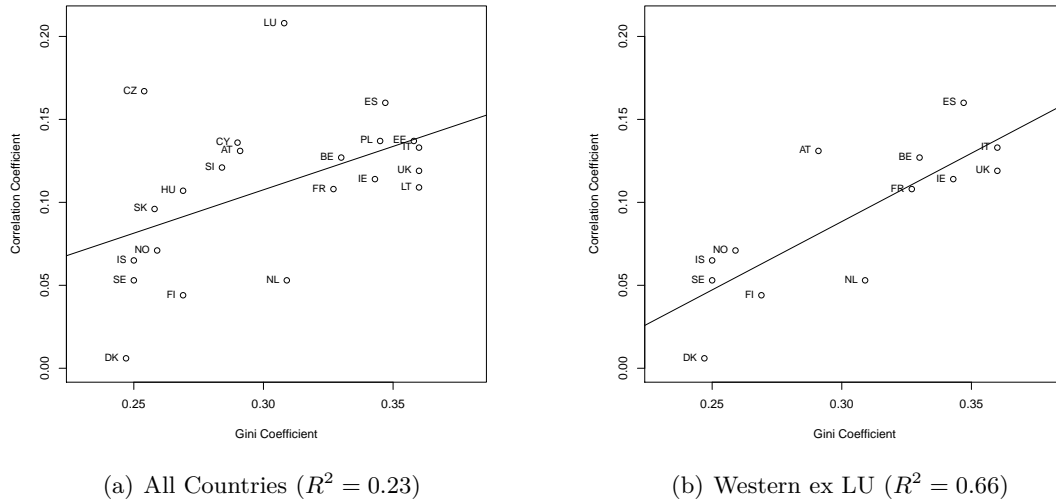 LU
CZ
ES
CY
PL
EE
AT
IT
BE
SI
UK
IE
HU
FR
LT
SK
NO
IS
SE
NL
FI
DK
0.00
0.05
0.10
0.15
0.20
Correlation Coefficient
0.25
0.30
0.35
Gini Coefficient
(a) All Countries (R² = 0.23)
ES
AT
IT
BE
UK
IE
FR
NO
IS
SE
NL
FI
DK
0.00
0.05
0.10
0.15
0.20
Correlation Coefficient
0.25
0.30
0.35
Gini Coefficient
(b) Western ex LU (R² = 0.66)